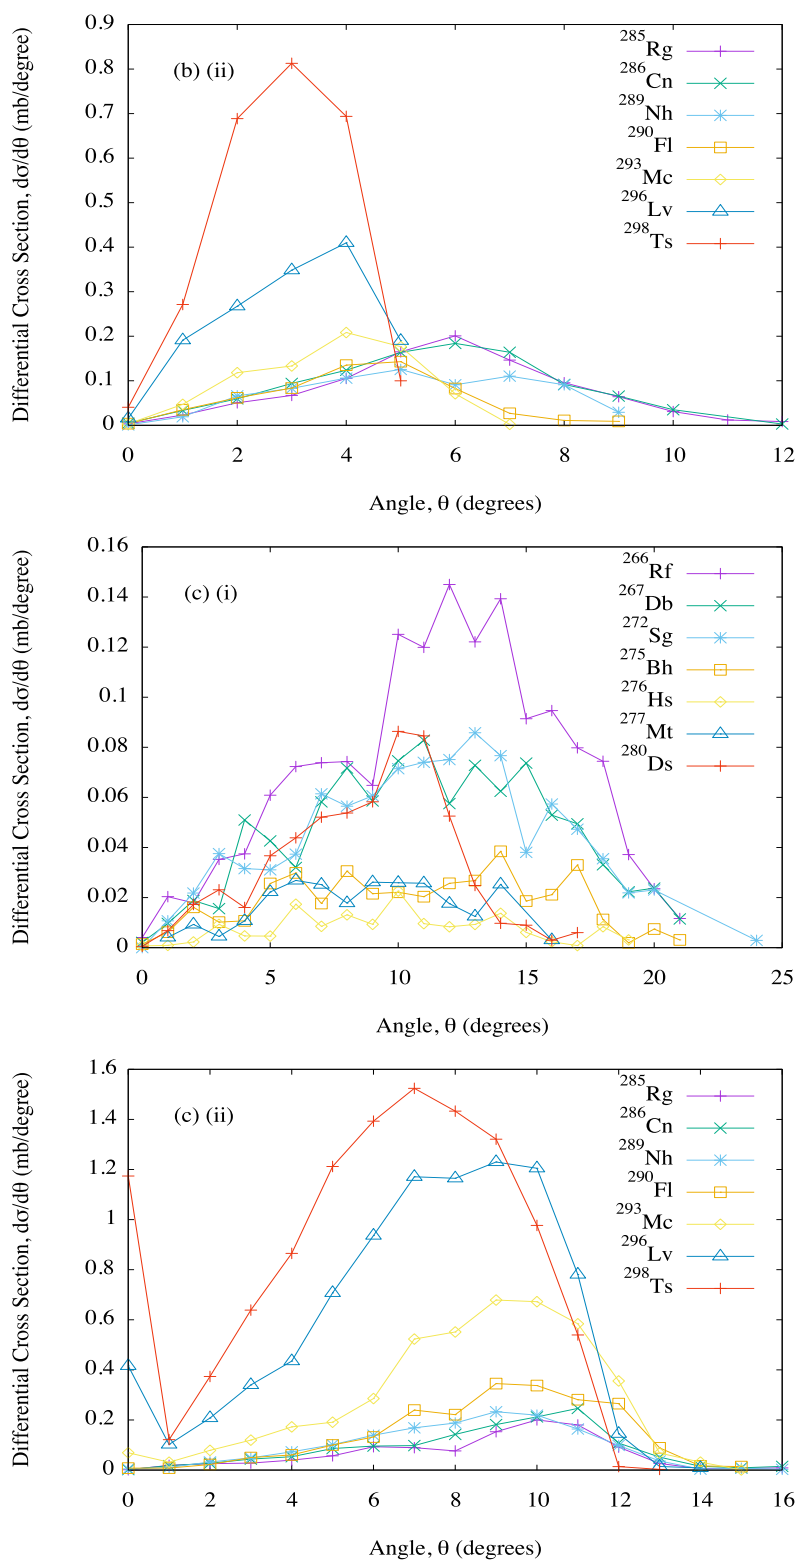 Differential Cross Section, dσ/dθ (mb/degree)
0.9
0.8
0.7
0.6
0.5
0.4
0.3
0.2
0.1
0
(b) (ii)
285Rg
286Cn
289Nh
290Fl
293Mc
296Lv
298Ts
0 2 4 6 8 10 12
Angle, θ (degrees)
Differential Cross Section, dσ/dθ (mb/degree)
0.16
0.14
0.12
0.1
0.08
0.06
0.04
0.02
0
(c) (i)
266Rf
267Db
272Sg
275Bh
276Hs
277Mt
280Ds
0 5 10 15 20 25
Angle, θ (degrees)
Differential Cross Section, dσ/dθ (mb/degree)
1.6
1.4
1.2
1
0.8
0.6
0.4
0.2
0
(c) (ii)
285Rg
286Cn
289Nh
290Fl
293Mc
296Lv
298Ts
0 2 4 6 8 10 12 14 16
Angle, θ (degrees)